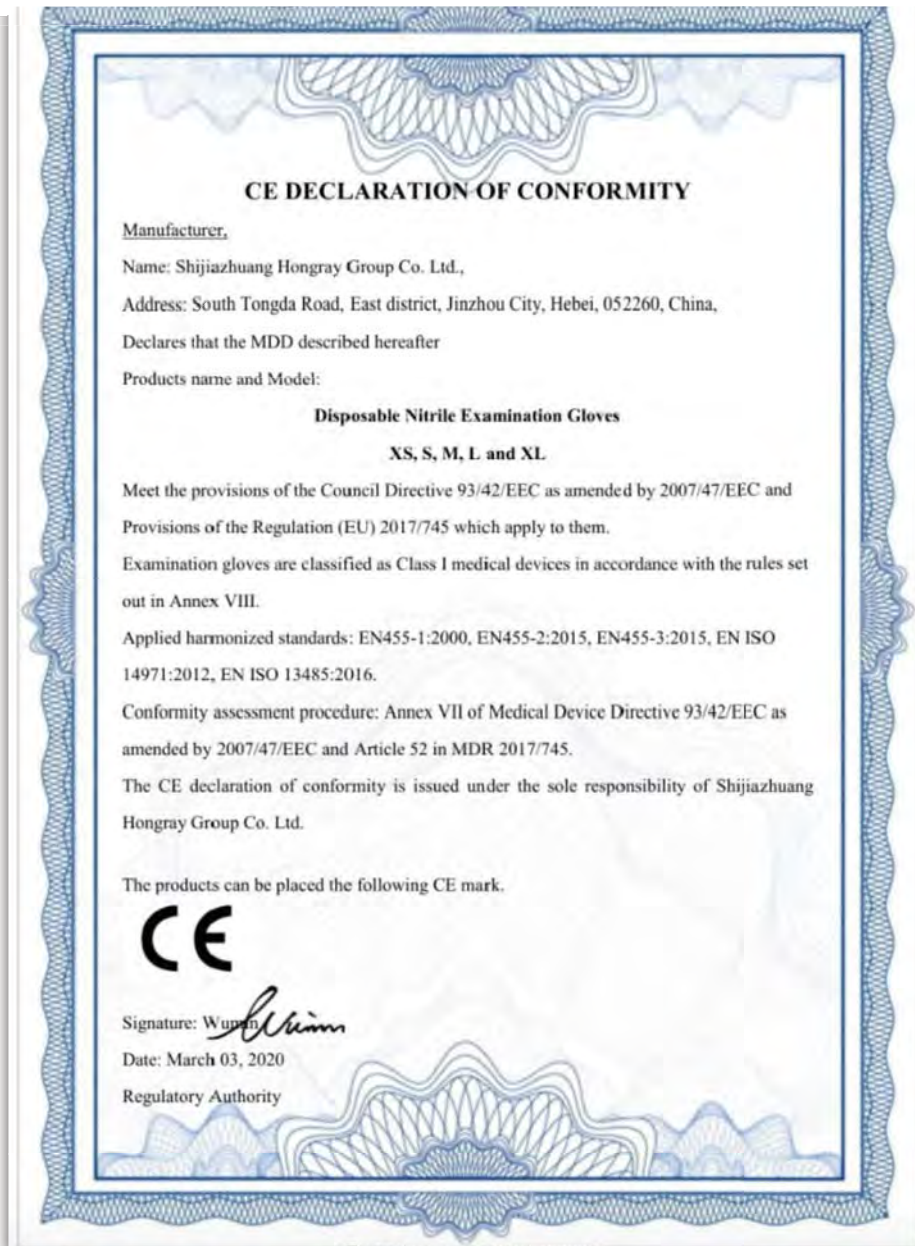 CE DECLARATION OF CONFORMITY
Manufacturer,
Name: Shijiazhuang Hongray Group Co. Ltd.,
Address: South Tongda Road, East district, Jinzhou City, Hebei, 052260, China,
Declares that the MDD described hereafter
Products name and Model:
Disposable Nitrile Examination Gloves
XS, S, M, L and XL
Meet the provisions of the Council Directive 93/42/EEC as amended by 2007/47/EEC and
Provisions of the Regulation (EU) 2017/745 which apply to them.
Examination gloves are classified as Class I medical devices in accordance with the rules set
out in Annex VIII.
Applied harmonized standards: EN455-1:2000, EN455-2:2015, EN455-3:2015, EN ISO
14971:2012, EN ISO 13485:2016.
Conformity assessment procedure: Annex VII of Medical Device Directive 93/42/EEC as
amended by 2007/47/EEC and Article 52 in MDR 2017/745.
The CE declaration of conformity is issued under the sole responsibility of Shijiazhuang
Hongray Group Co. Ltd.
The products can be placed the following CE mark.
CE
Signature:
Date: March 03, 2020
Regulatory Authority